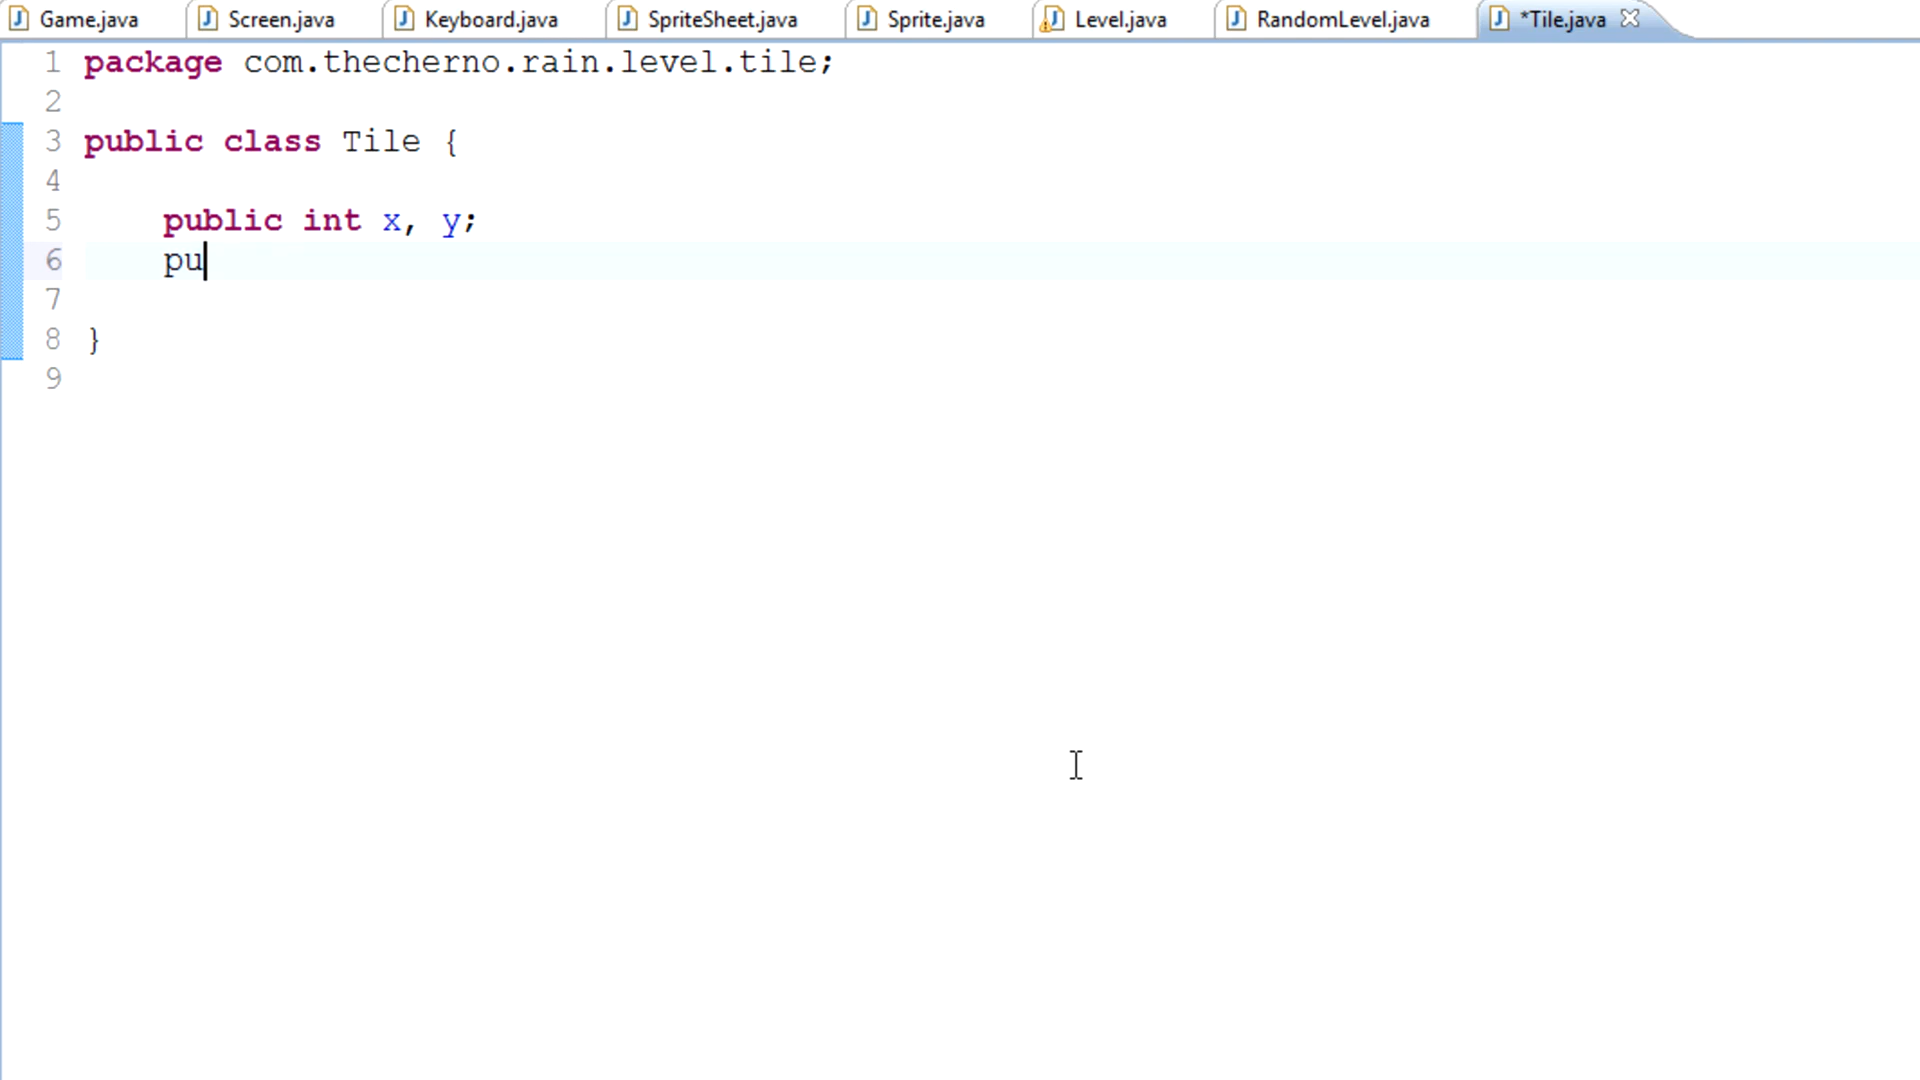 Game.java Screen.java Keyboard.java SpriteSheet.java Sprite.java Level.java RandomLevel.java *Tile.java
1 package com.thecherno.rain.level.tile;
2
3 public class Tile {
4
5 public int x, y;
6 pu
7
8 }
9